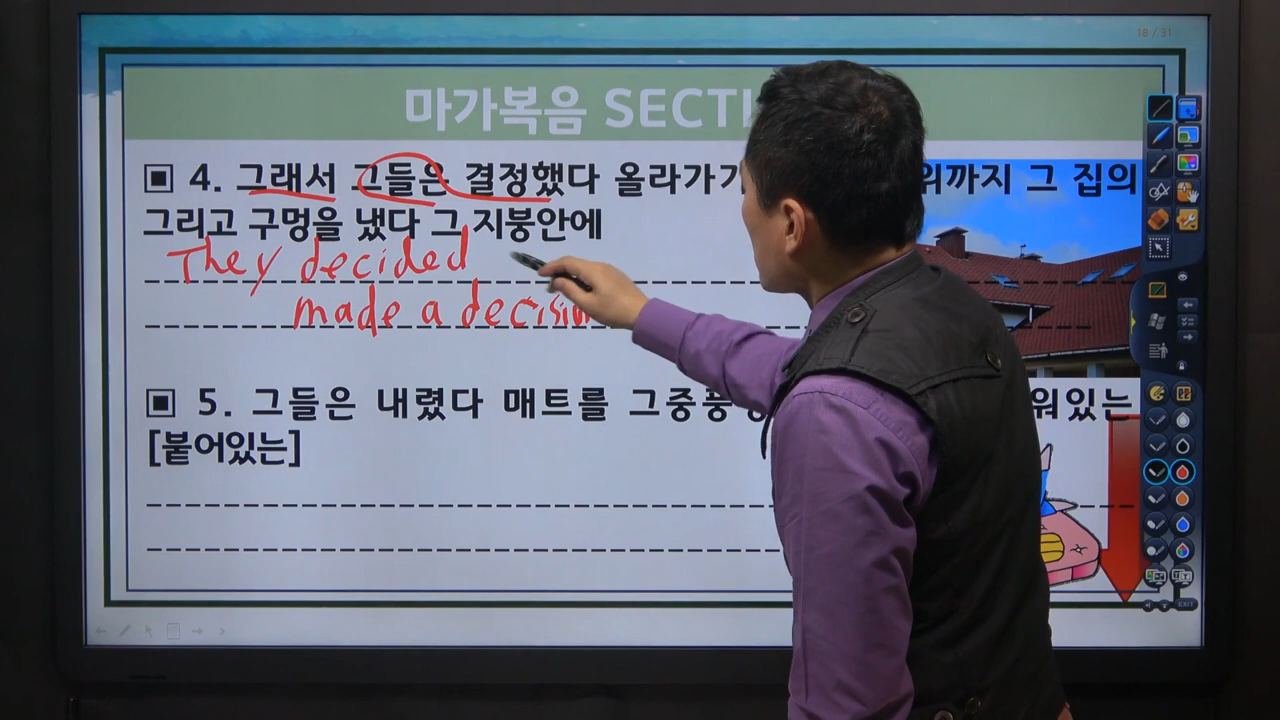 18 / 31
마가복음 SECTI
▣ 4. 그래서 그들은 결정했다 올라가기 위까지 그 집의
그리고 구멍을 냈다 그 지붕안에
They decided
made a decision
▣ 5. 그들은 내렸다 매트를 그중풍 워있는
[붙어있는]
EXIT